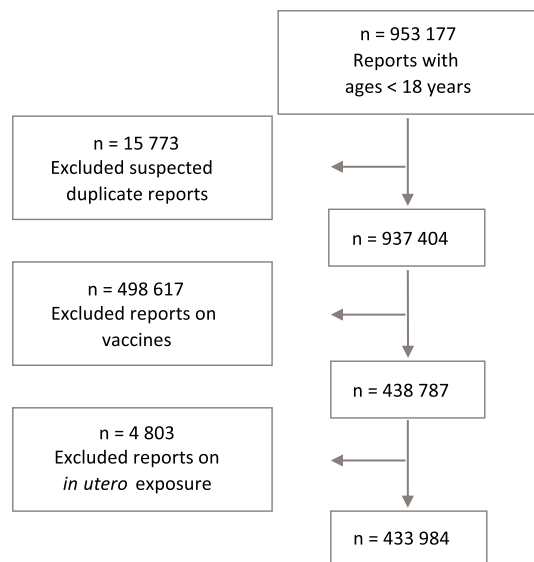 n = 953 177
Reports with
ages < 18 years
n = 15 773
Excluded suspected
duplicate reports
n = 937 404
n = 498 617
Excluded reports on
vaccines
n = 438 787
n = 4 803
Excluded reports on
in utero exposure
n = 433 984